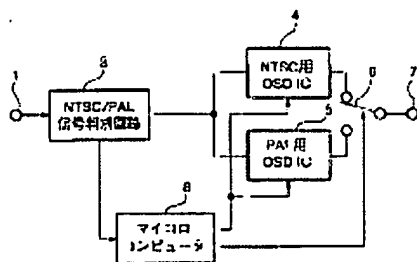 4
NTSC用
OSD IC
3
1
NTSC/PAL
信号判別回路
6
7
5
PAL用
OSD IC
8
マイクロ
コンピュータ